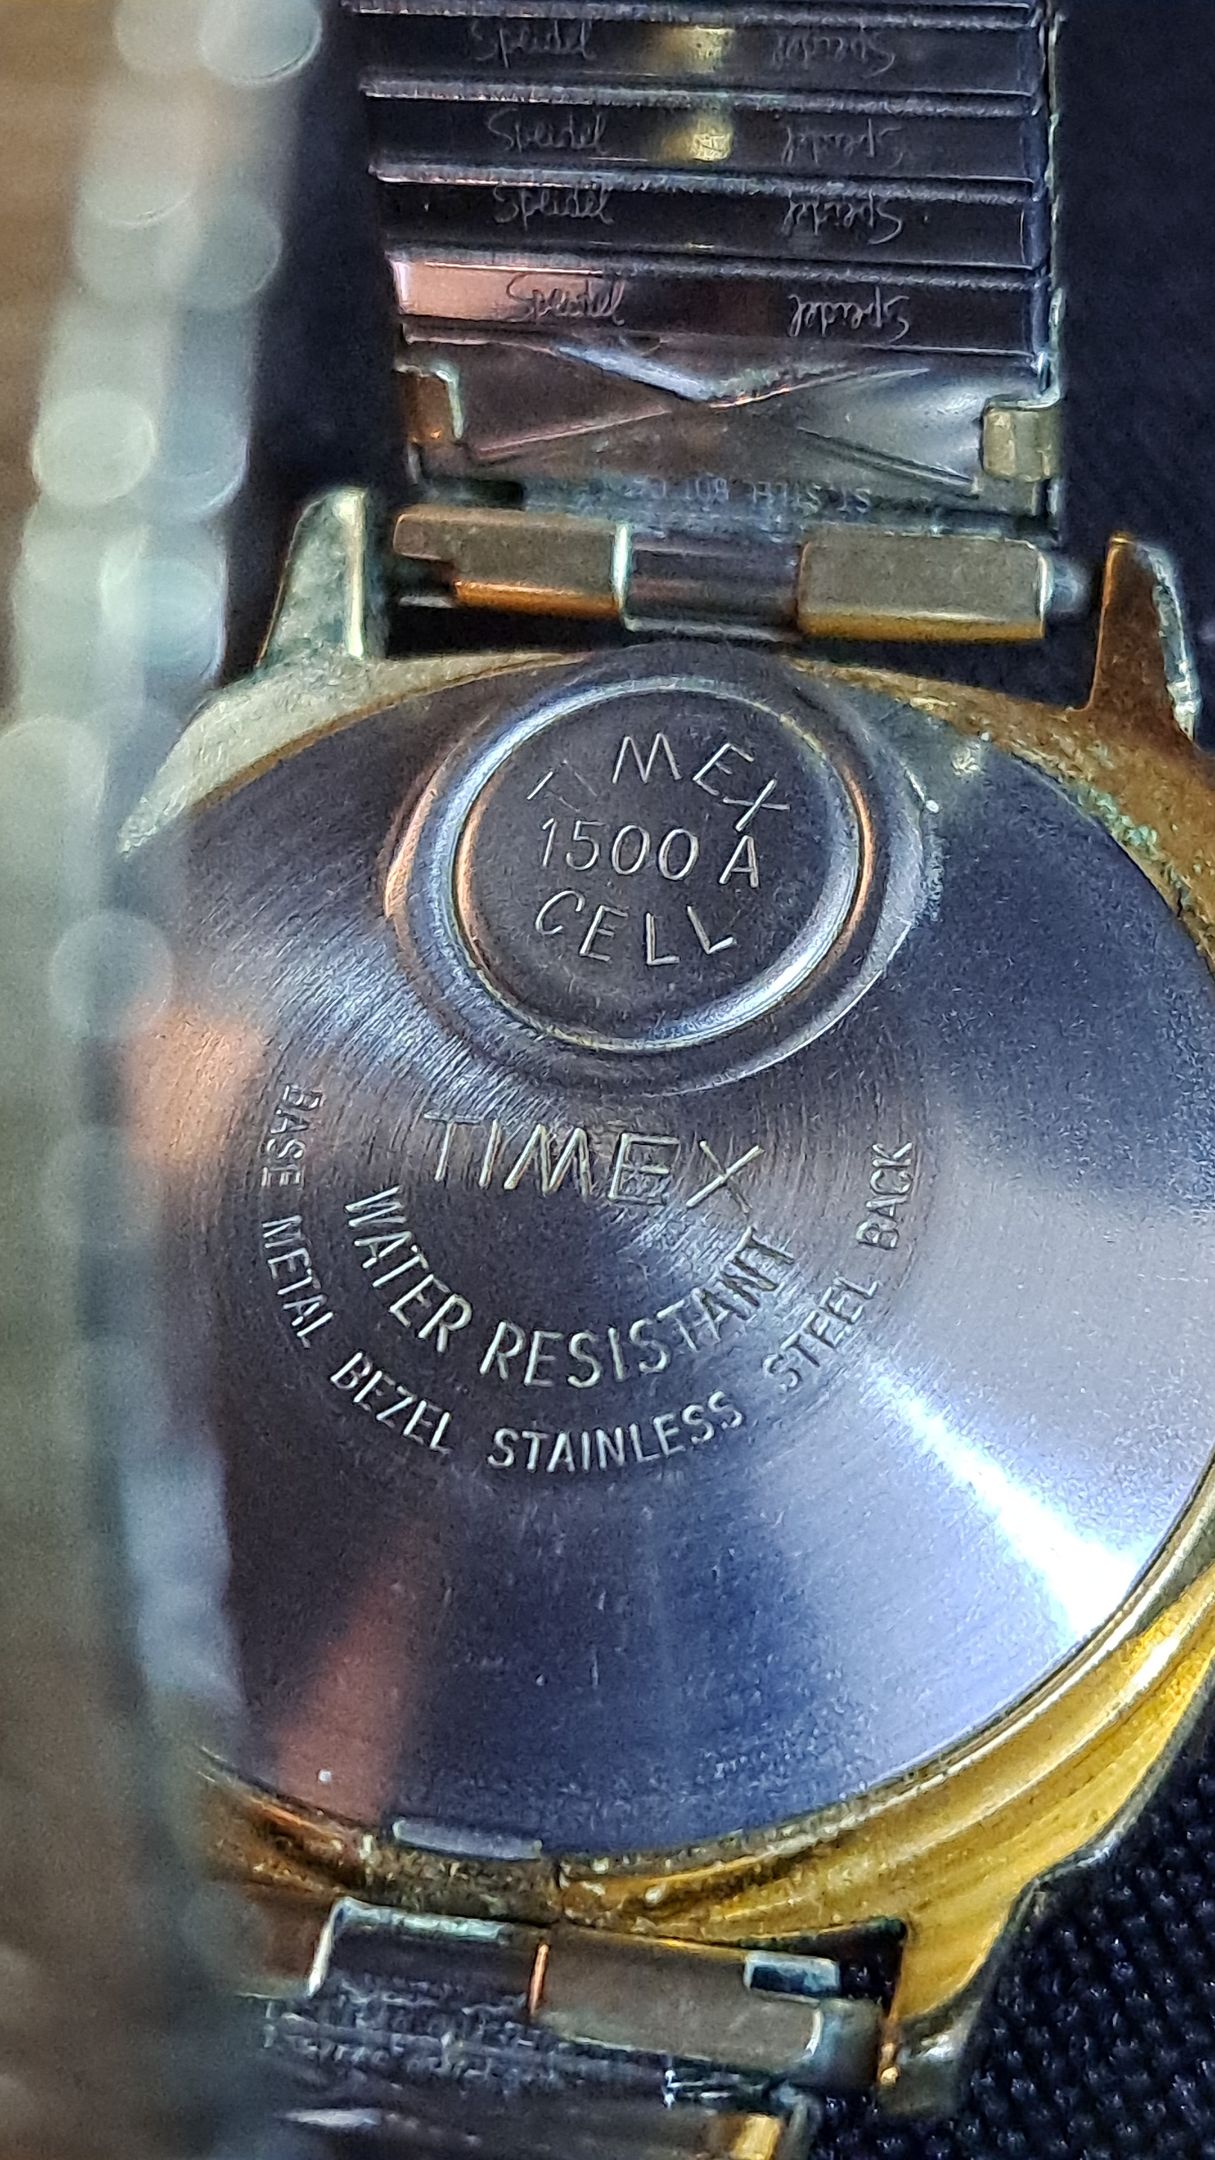 Speidel Speidel
Speidel Speidel
Speidel Speidel
Speidel Speidel
TIMEX
1500 A
CELL
TIMEX
WATER RESISTANT
BASE METAL BEZEL STAINLESS STEEL BACK